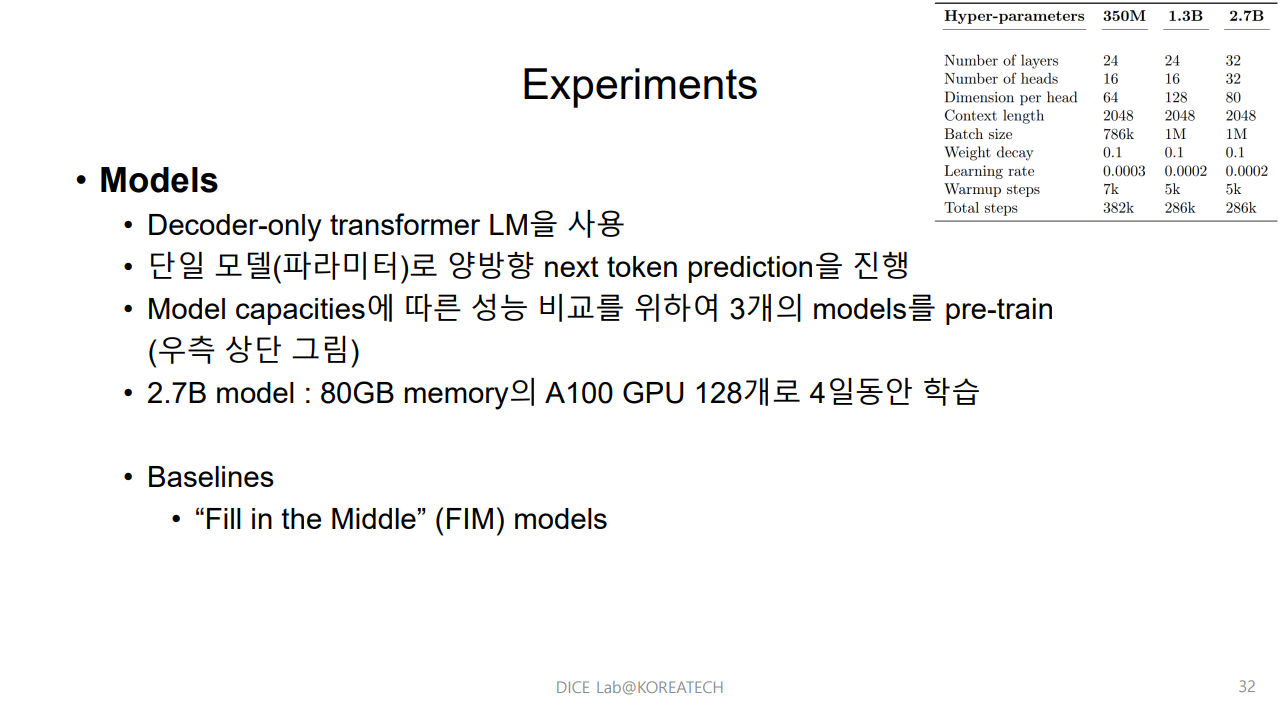 Hyper-parameters 350M 1.3B 2.7B
Number of layers 24 24 32
Number of heads 16 16 32
Dimension per head 64 128 80
Context length 2048 2048 2048
Batch size 786k 1M 1M
Weight decay 0.1 0.1 0.1
Learning rate 0.0003 0.0002 0.0002
Warmup steps 7k 5k 5k
Total steps 382k 286k 286k
Experiments
• Models
• Decoder-only transformer LM을 사용
• 단일 모델(파라미터)로 양방향 next token prediction을 진행
• Model capacities에 따른 성능 비교를 위하여 3개의 models를 pre-train
(우측 상단 그림)
• 2.7B model : 80GB memory의 A100 GPU 128개로 4일동안 학습
• Baselines
• “Fill in the Middle” (FIM) models
DICE Lab@KOREATECH
32